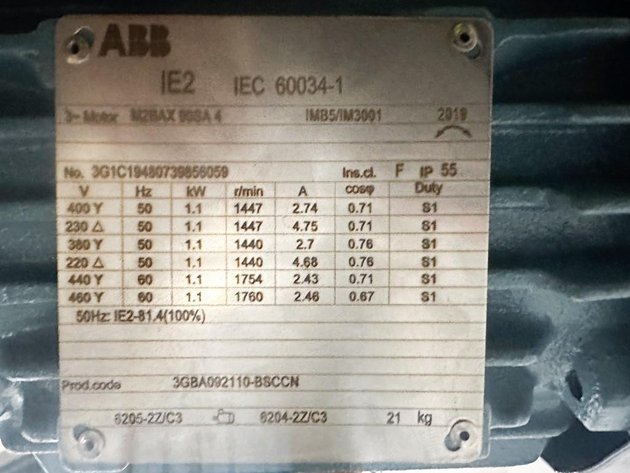 ABB
IE2 IEC 60034-1
3~ Motor M2BAX 90SA 4 IMB5/IM3001 2019
No. 3G1C19480739856059 Ins.cl. F IP 55
V Hz kW r/min A cosφ Duty
400 Y 50 1.1 1447 2.74 0.71 S1
230 Δ 50 1.1 1447 4.75 0.71 S1
380 Y 50 1.1 1440 2.7 0.76 S1
220 Δ 50 1.1 1440 4.68 0.76 S1
440 Y 60 1.1 1754 2.43 0.71 S1
460 Y 60 1.1 1760 2.46 0.67 S1
50Hz: IE2-81.4(100%)
Prod.code 3GBA092110-BSCCN
6205-2Z/C3 6204-2Z/C3 21 kg